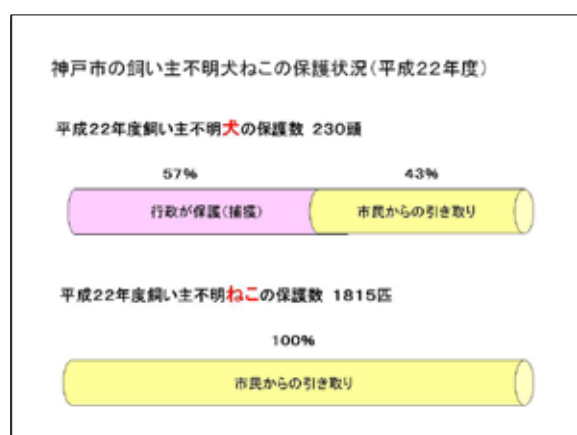 神戸市の飼い主不明犬ねこの保護状況(平成22年度)
平成22年度飼い主不明犬の保護数 230頭
57% 43%
行政が保護(捕獲) 市民からの引き取り
平成22年度飼い主不明ねこの保護数 1815匹
100%
市民からの引き取り